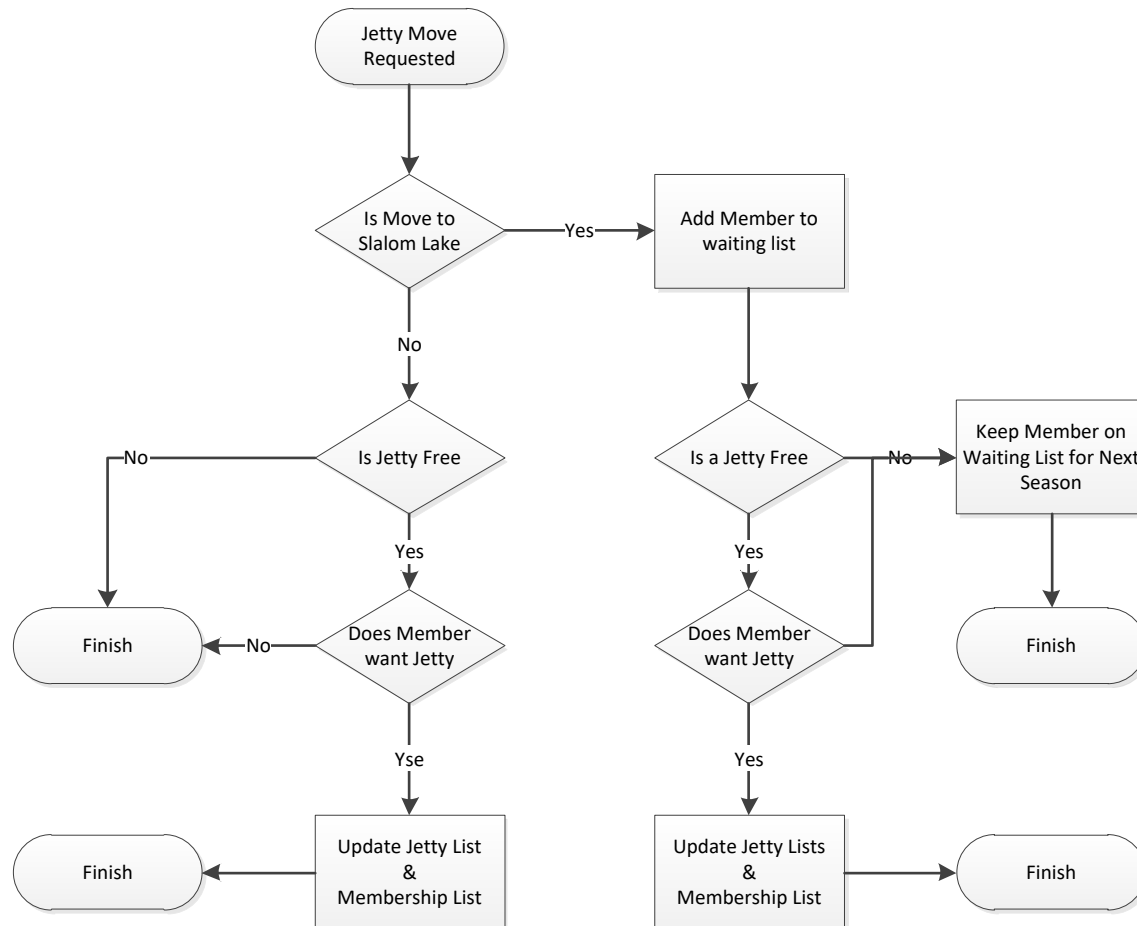 Jetty Move
Requested
Is Move to
Slalom Lake
Yes
Add Member to
waiting list
No
No
Is Jetty Free
Is a Jetty Free
No
Keep Member on
Waiting List for Next
Season
Yes
Yes
Finish
No
Does Member
want Jetty
Does Member
want Jetty
Finish
Yse
Yes
Finish
Update Jetty List
&
Membership List
Update Jetty Lists
&
Membership List
Finish